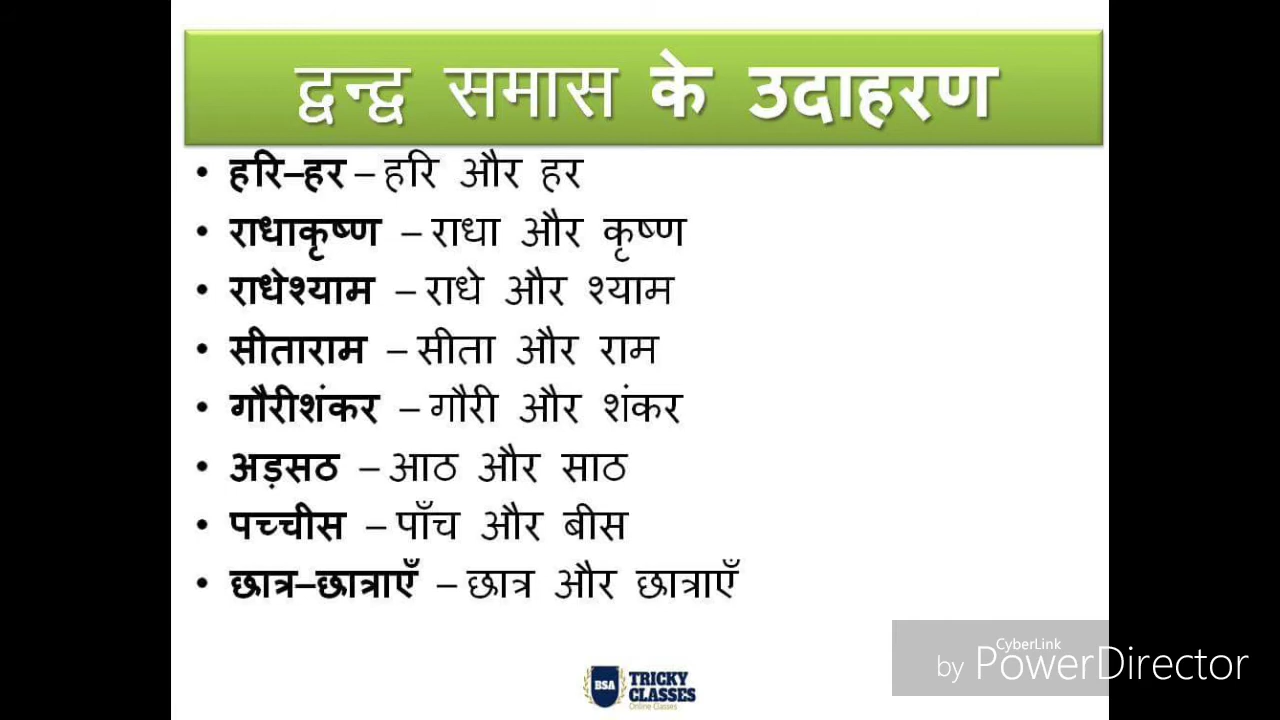 द्वन्द्व समास के उदाहरण
• हरि–हर – हरि और हर
• राधाकृष्ण – राधा और कृष्ण
• राधेश्याम – राधे और श्याम
• सीताराम – सीता और राम
• गौरीशंकर – गौरी और शंकर
• अड़सठ – आठ और साठ
• पच्चीस – पाँच और बीस
• छात्र–छात्राएँ – छात्र और छात्राएँ
CyberLink
by PowerDirector
BSA TRICKY
CLASSES
Online Classes